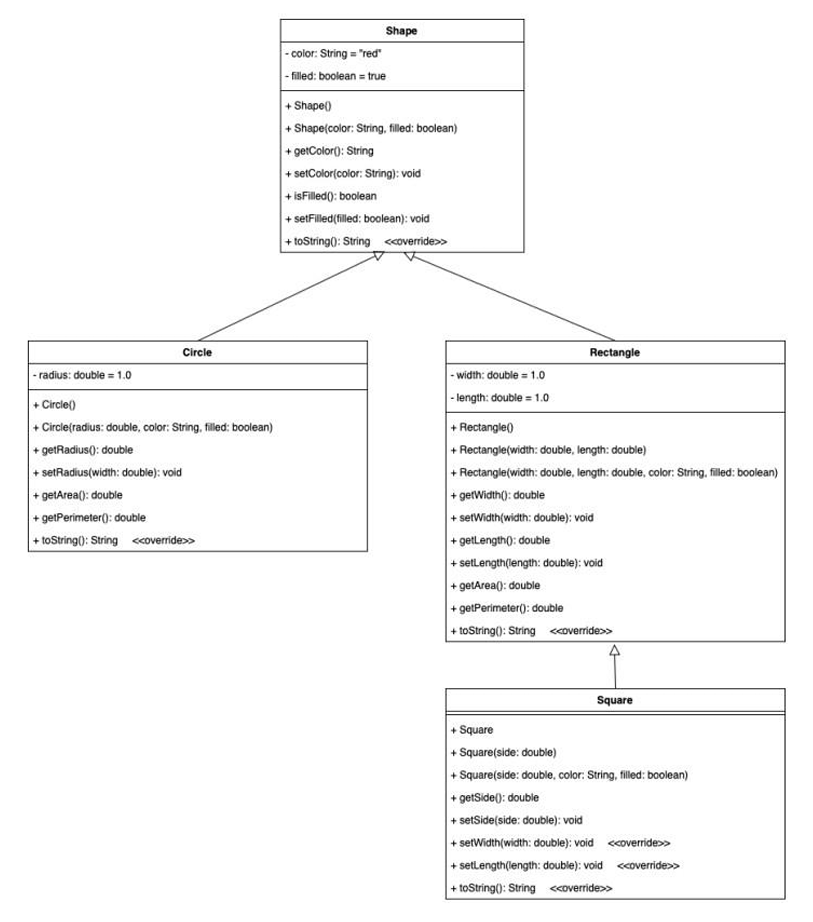 Shape
- color: String = "red"
- filled: boolean = true
+ Shape()
+ Shape(color: String, filled: boolean)
+ getColor(): String
+ setColor(color: String): void
+ isFilled(): boolean
+ setFilled(filled: boolean): void
+ toString(): String <<override>>
Circle
- radius: double = 1.0
+ Circle()
+ Circle(radius: double, color: String, filled: boolean)
+ getRadius(): double
+ setRadius(width: double): void
+ getArea(): double
+ getPerimeter(): double
+ toString(): String <<override>>
Rectangle
- width: double = 1.0
- length: double = 1.0
+ Rectangle()
+ Rectangle(width: double, length: double)
+ Rectangle(width: double, length: double, color: String, filled: boolean)
+ getWidth(): double
+ setWidth(width: double): void
+ getLength(): double
+ setLength(length: double): void
+ getArea(): double
+ getPerimeter(): double
+ toString(): String <<override>>
Square
+ Square
+ Square(side: double)
+ Square(side: double, color: String, filled: boolean)
+ getSide(): double
+ setSide(side: double): void
+ setWidth(width: double): void <<override>>
+ setLength(length: double): void <<override>>
+ toString(): String <<override>>